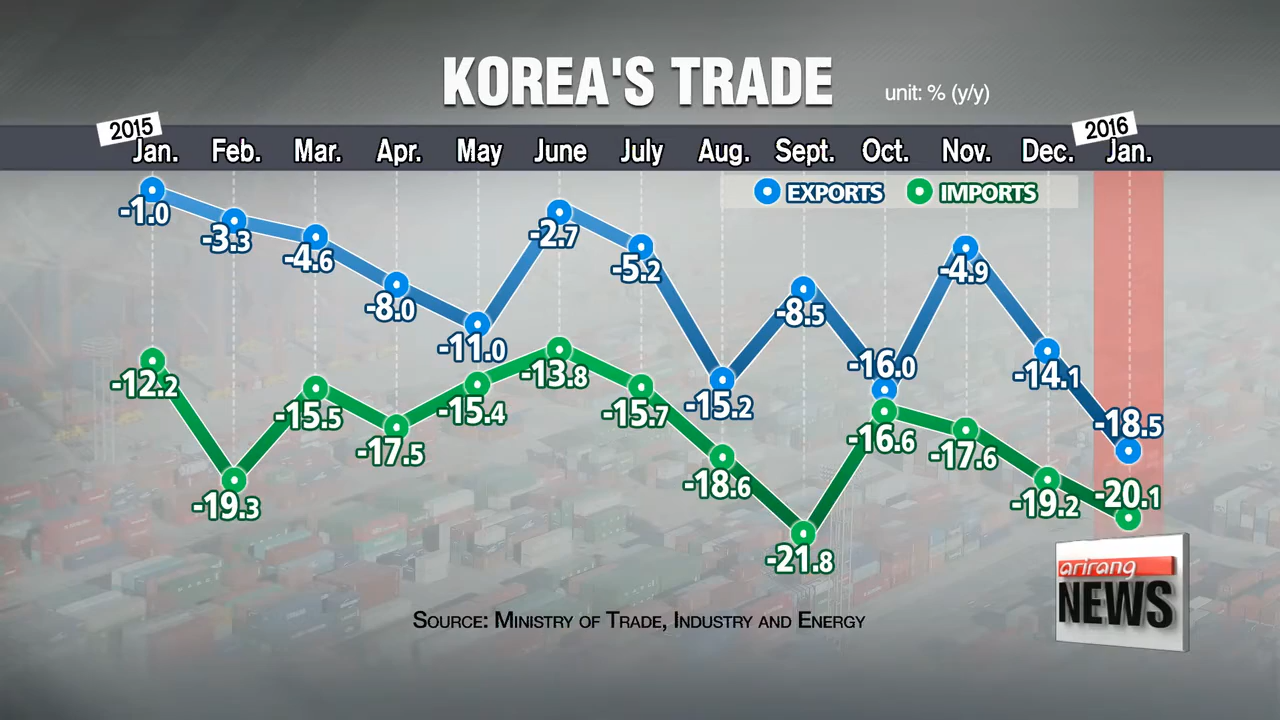 KOREA'S TRADE
unit: % (y/y)
2015
2016
Jan. Feb. Mar. Apr. May June July Aug. Sept. Oct. Nov. Dec. Jan.
EXPORTS IMPORTS
-1.0 -3.3 -4.6 -8.0 -11.0 -2.7 -5.2 -15.2 -8.5 -16.0 -4.9 -14.1 -18.5
-12.2 -19.3 -15.5 -17.5 -15.4 -13.8 -15.7 -18.6 -21.8 -16.6 -17.6 -19.2 -20.1
arirang
NEWS
SOURCE: MINISTRY OF TRADE, INDUSTRY AND ENERGY